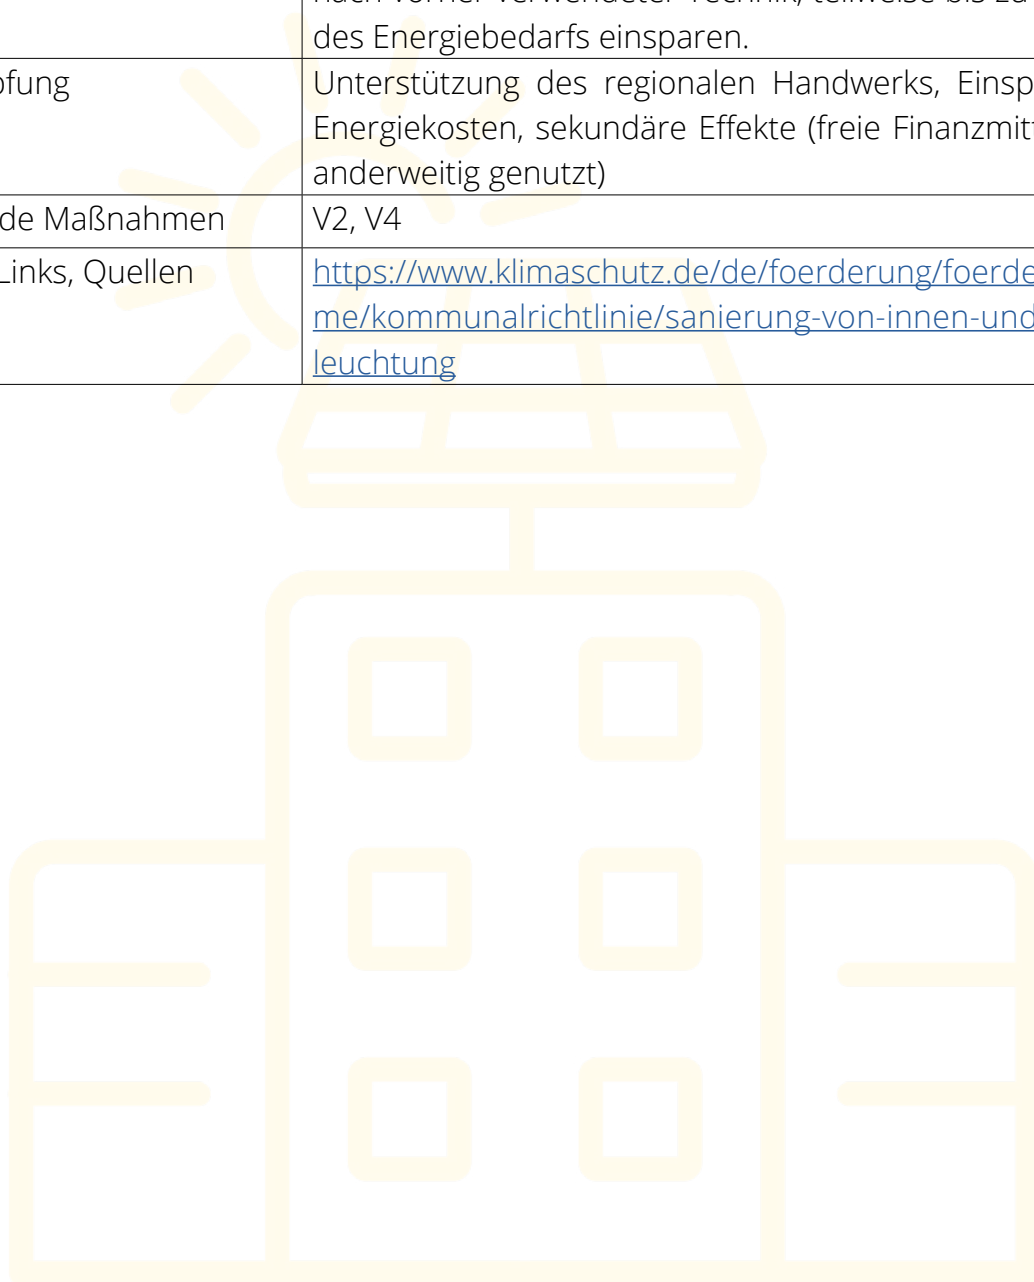 nach vorher verwendeter Technik, teilweise bis zu
des Energiebedarfs einsparen.
pfung
Unterstützung des regionalen Handwerks, Einsp
Energiekosten, sekundäre Effekte (freie Finanzmitt
anderweitig genutzt)
de Maßnahmen
V2, V4
Links, Quellen
https://www.klimaschutz.de/de/foerderung/foerde
me/kommunalrichtlinie/sanierung-von-innen-und
leuchtung